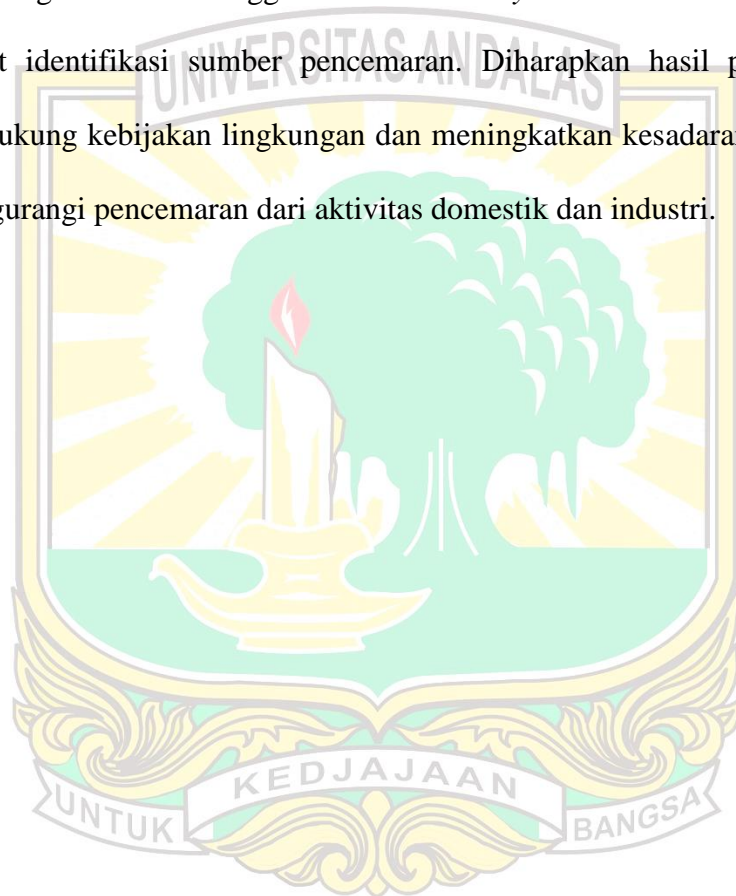 UNIVERSITAS ANDALAS
t identifikasi sumber pencemaran. Diharapkan hasil p
ukung kebijakan lingkungan dan meningkatkan kesadaran
gurangi pencemaran dari aktivitas domestik dan industri.
KEDJAJAAN
UNTUK BANGSA